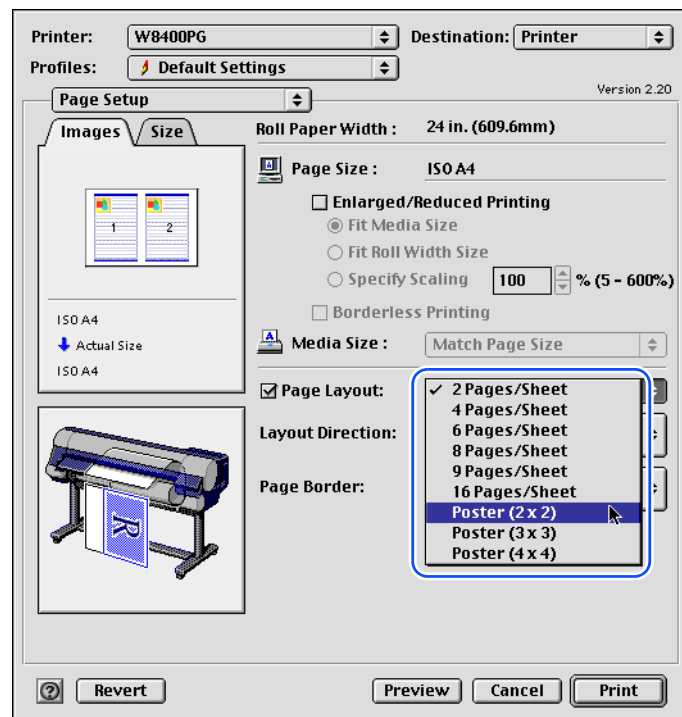 Printer: W8400PG Destination: Printer
Profiles: Default Settings
Version 2.20
Page Setup
Images Size
Roll Paper Width : 24 in. (609.6mm)
A Page Size : ISO A4
Enlarged/Reduced Printing
Fit Media Size
Fit Roll Width Size
Specify Scaling 100 % (5 - 600%)
Borderless Printing
A Media Size : Match Page Size
1 2
ISO A4
Actual Size
ISO A4
Page Layout:
✓ 2 Pages/Sheet
4 Pages/Sheet
6 Pages/Sheet
8 Pages/Sheet
9 Pages/Sheet
16 Pages/Sheet
Poster (2 x 2)
Poster (3 x 3)
Poster (4 x 4)
Layout Direction:
Page Border:
R
? Revert Preview Cancel Print